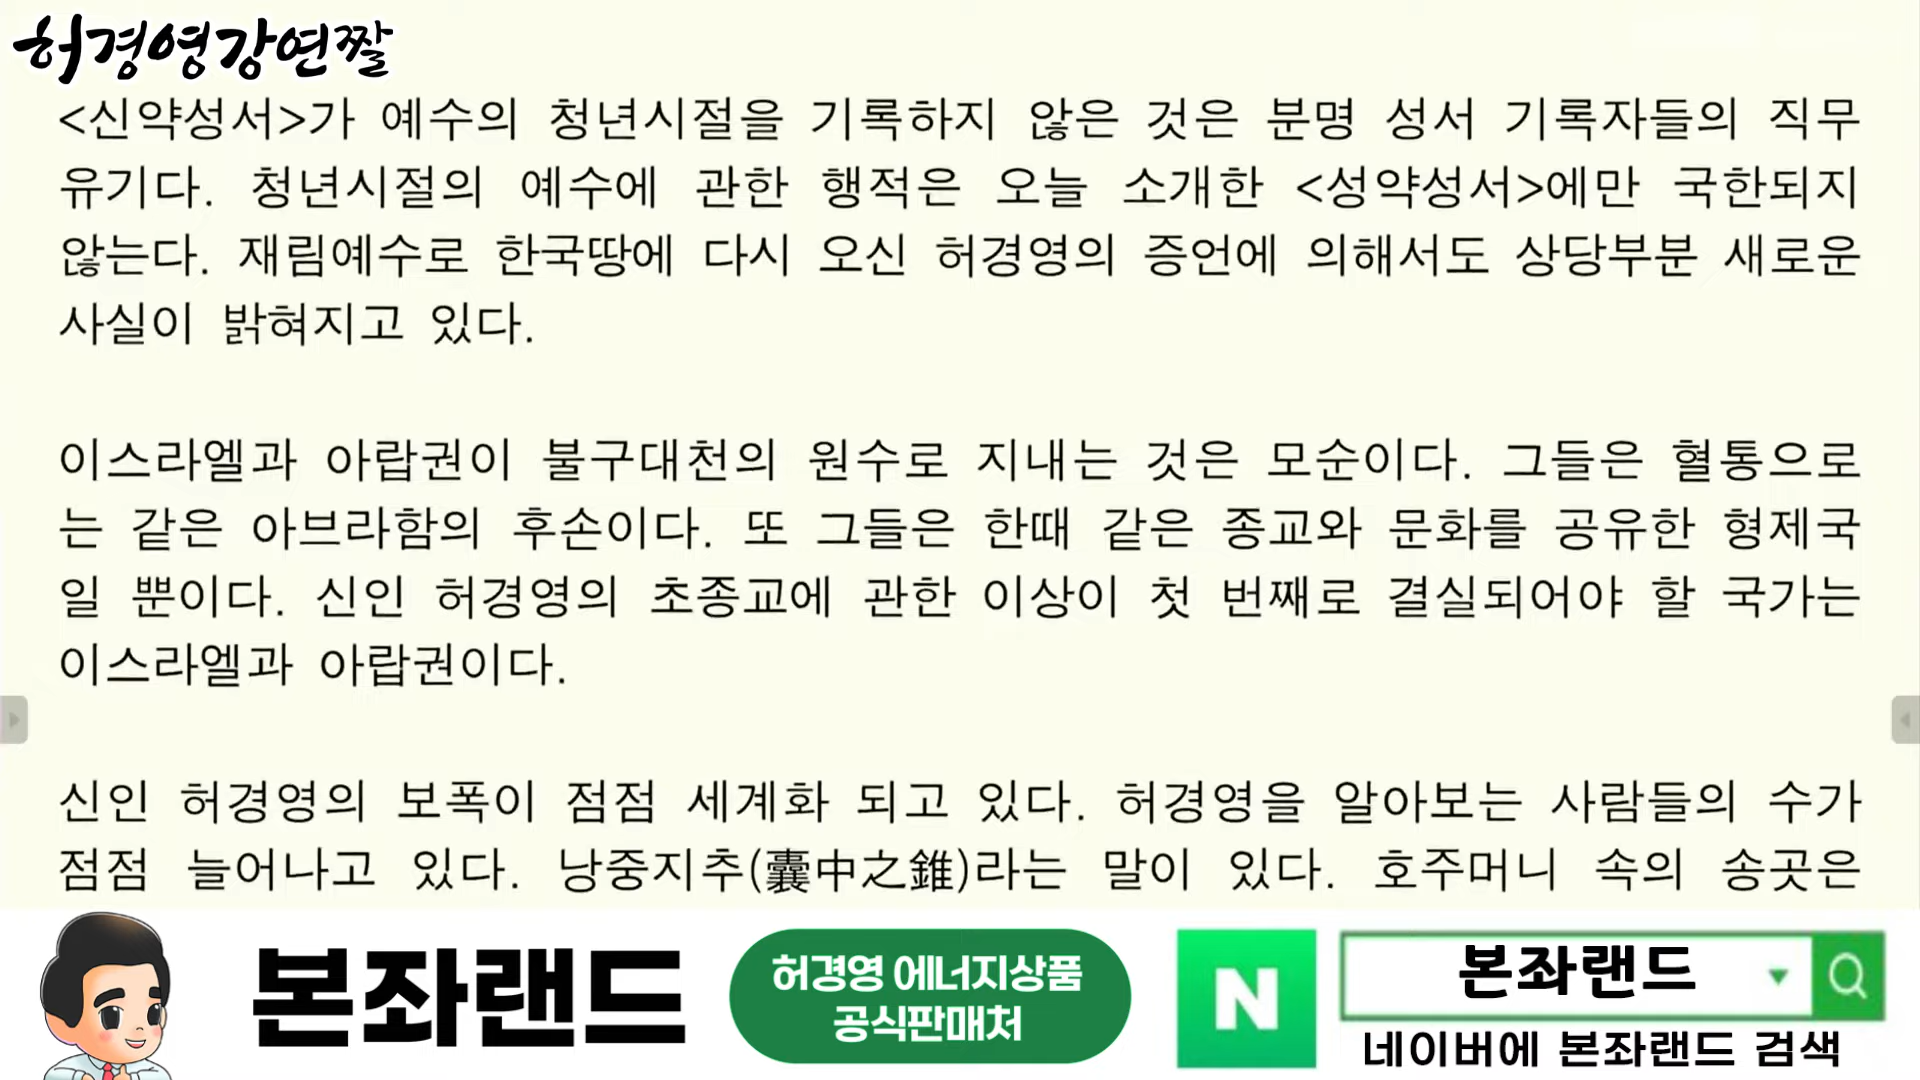 허경영강연짤
<신약성서>가 예수의 청년시절을 기록하지 않은 것은 분명 성서 기록자들의 직무
유기다. 청년시절의 예수에 관한 행적은 오늘 소개한 <성약성서>에만 국한되지
않는다. 재림예수로 한국땅에 다시 오신 허경영의 증언에 의해서도 상당부분 새로운
사실이 밝혀지고 있다.
이스라엘과 아랍권이 불구대천의 원수로 지내는 것은 모순이다. 그들은 혈통으로
는 같은 아브라함의 후손이다. 또 그들은 한때 같은 종교와 문화를 공유한 형제국
일 뿐이다. 신인 허경영의 초종교에 관한 이상이 첫 번째로 결실되어야 할 국가는
이스라엘과 아랍권이다.
신인 허경영의 보폭이 점점 세계화 되고 있다. 허경영을 알아보는 사람들의 수가
점점 늘어나고 있다. 낭중지추(囊中之錐)라는 말이 있다. 호주머니 속의 송곳은
본좌랜드
허경영 에너지상품
공식판매처
N
본좌랜드
네이버에 본좌랜드 검색